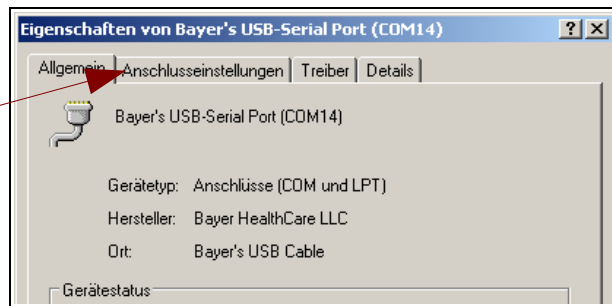 Eigenschaften von Bayer's USB-Serial Port (COM14)
Allgemein Anschlusseinstellungen Treiber Details
Bayer's USB-Serial Port (COM14)
Gerätetyp: Anschlüsse (COM und LPT)
Hersteller: Bayer HealthCare LLC
Ort: Bayer's USB Cable
Gerätestatus